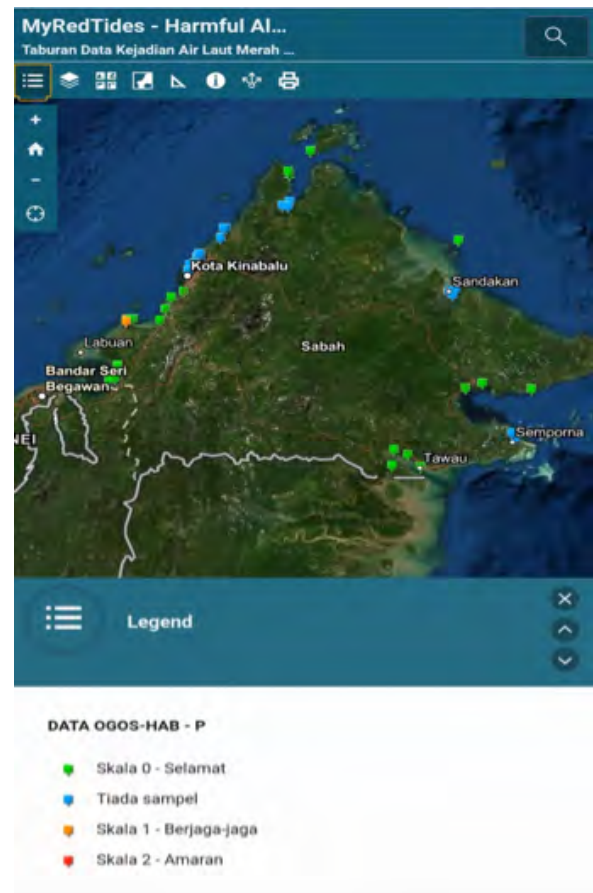 MyRedTides - Harmful Al...
Taburan Data Kejadian Air Laut Merah ...
Kota Kinabalu
Sandakan
Labuan
Sabah
Bandar Seri
Begawan
NEI
Semporna
Tawau
Legend
DATA OGOS-HAB - P
Skala 0 - Selamat
Tiada sampel
Skala 1 - Berjaga-jaga
Skala 2 - Amaran